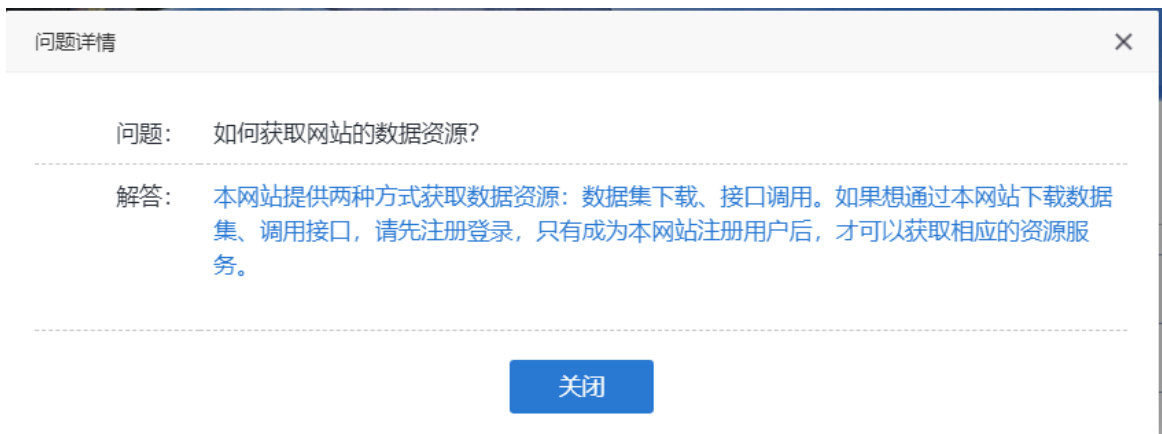 问题详情
问题： 如何获取网站的数据资源？
解答： 本网站提供两种方式获取数据资源：数据集下载、接口调用。如果想通过本网站下载数据
集、调用接口，请先注册登录，只有成为本网站注册用户后，才可以获取相应的资源服
务。
关闭